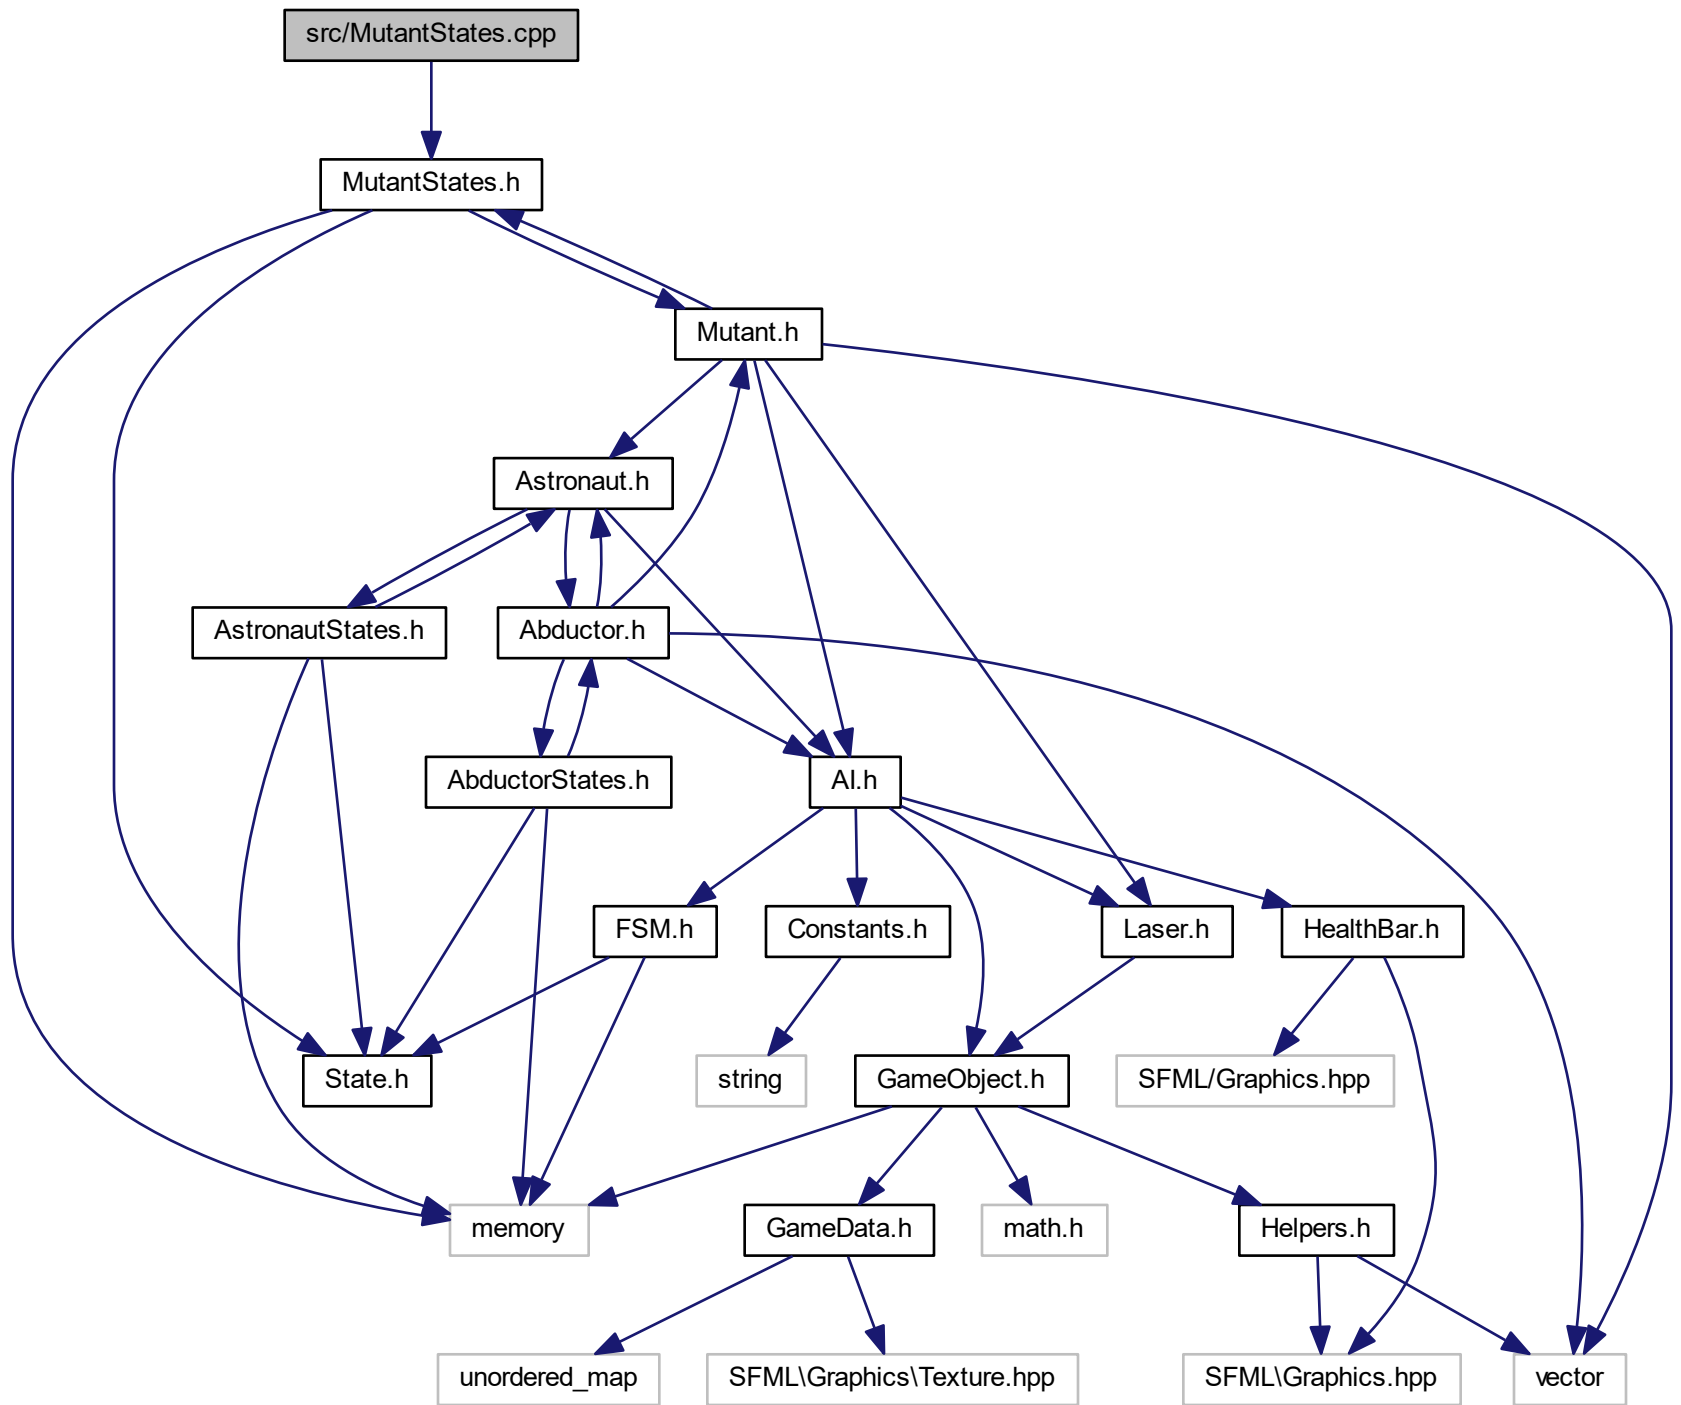 src/MutantStates.cpp
MutantStates.h
Mutant.h
Astronaut.h
AstronautStates.h
Abductor.h
AbductorStates.h
AI.h
FSM.h
Constants.h
Laser.h
HealthBar.h
State.h
string
GameObject.h
SFML/Graphics.hpp
memory
GameData.h
math.h
Helpers.h
unordered_map
SFML\Graphics\Texture.hpp
SFML\Graphics.hpp
vector